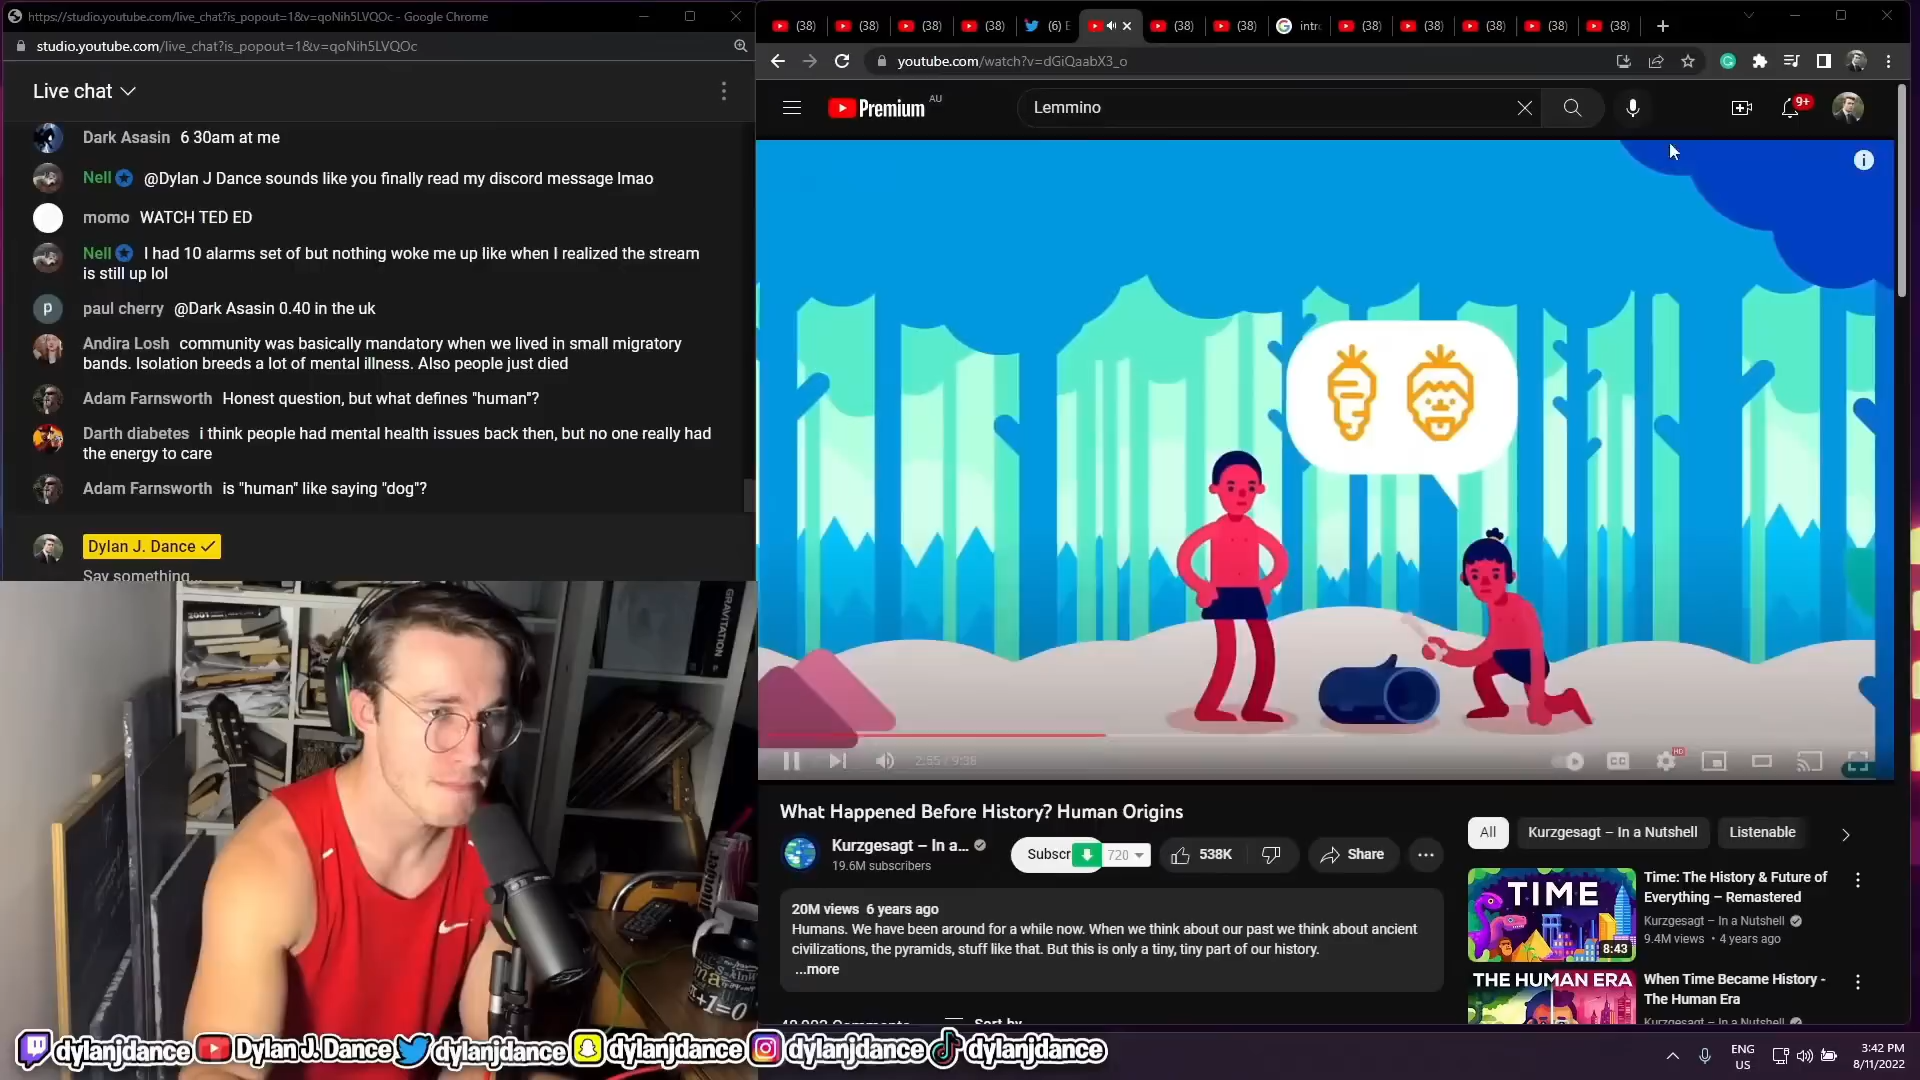 https://studio.youtube.com/live_chat?is_popout=1&v=qoNih5LVQOc - Google Chrome
studio.youtube.com/live_chat?is_popout=1&v=qoNih5LVQOc
Live chat
Dark Asasin 6 30am at me
Nell @Dylan J Dance sounds like you finally read my discord message lmao
momo WATCH TED ED
Nell I had 10 alarms set of but nothing woke me up like when I realized the stream
is still up lol
p paul cherry @Dark Asasin 0.40 in the uk
Andira Losh community was basically mandatory when we lived in small migratory
bands. Isolation breeds a lot of mental illness. Also people just died
Adam Farnsworth Honest question, but what defines "human"?
Darth diabetes i think people had mental health issues back then, but no one really had
the energy to care
Adam Farnsworth is "human" like saying "dog"?
Dylan J. Dance
Say something...
(38) (38) (38) (38) (6) E (38) (38) intro (38) (38) (38) (38) (38)
youtube.com/watch?v=dGiQaabX3_o
Premium AU
Lemmino
9+
2:55 / 9:38
CC HD
What Happened Before History? Human Origins
Kurzgesagt – In a...
19.6M subscribers
Subscr 720 538K Share
20M views 6 years ago
Humans. We have been around for a while now. When we think about our past we think about ancient
civilizations, the pyramids, stuff like that. But this is only a tiny, tiny part of our history.
...more
Sort by
All Kurzgesagt – In a Nutshell Listenable
TIME
8:43
Time: The History & Future of
Everything – Remastered
Kurzgesagt – In a Nutshell
9.4M views • 4 years ago
THE HUMAN ERA
When Time Became History -
The Human Era
Kurzgesagt – In a Nutshell
GRAVITATION
2001
dylanjdance Dylan J. Dance dylanjdance dylanjdance dylanjdance dylanjdance
ENG
US
3:42 PM
8/11/2022